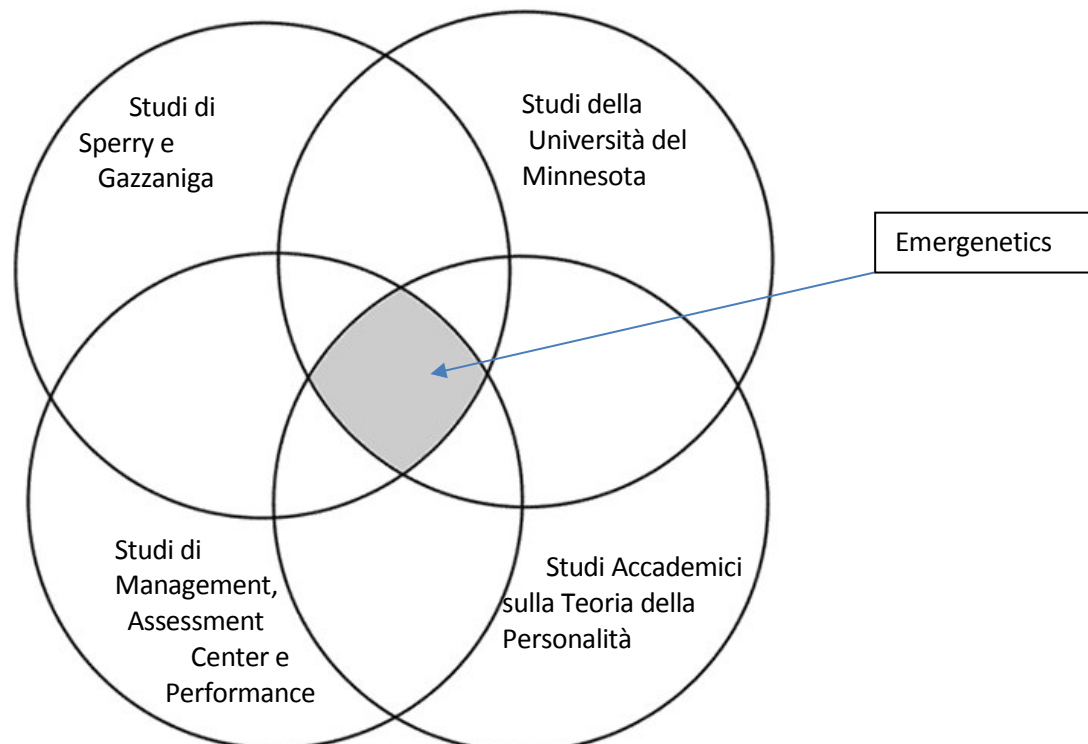 Studi di
Sperry e
Gazzaniga
Studi della
Università del
Minnesota
Emergenetics
Studi di
Management,
Assessment
Center e
Performance
Studi Accademici
sulla Teoria della
Personalità